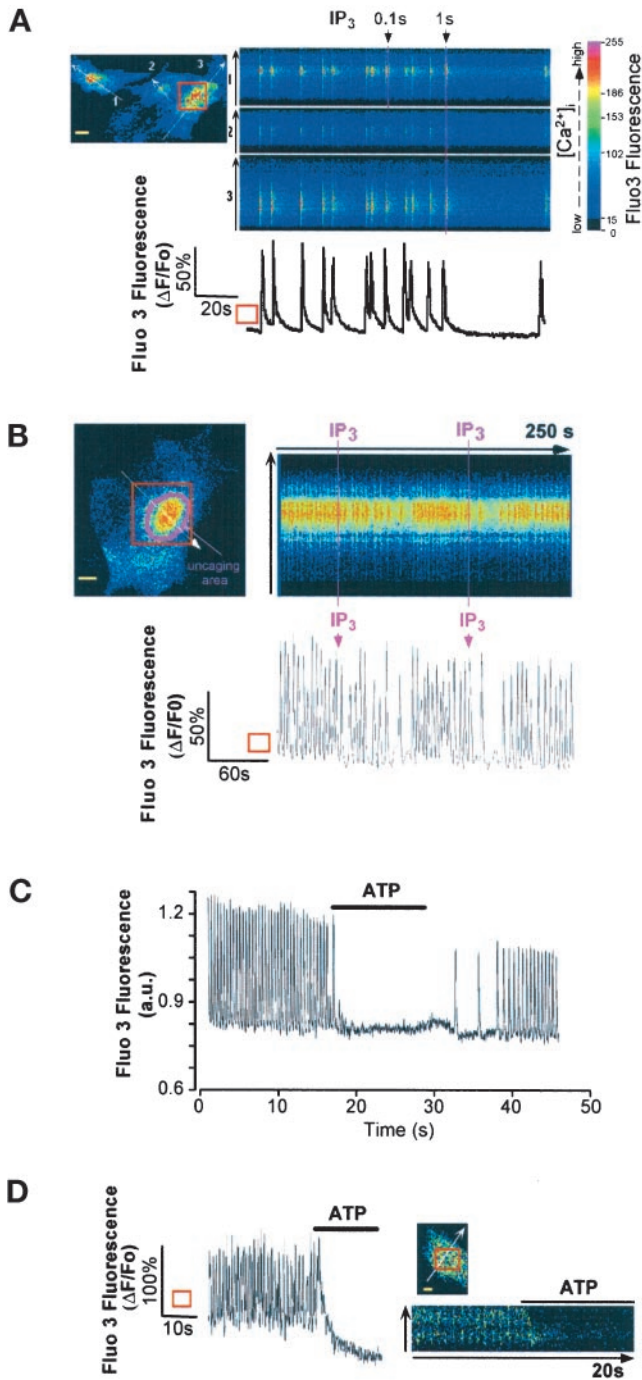 A
IP3 0.1s 1s
1
2
3
1
2
3
high
[Ca2+]i
low
255
186
153
102
15
0
Fluo3 Fluorescence
Fluo 3 Fluorescence
(ΔF/Fo)
50%
20s
B
uncaging
area
IP3 IP3
250 s
IP3 IP3
Fluo 3 Fluorescence
(ΔF/F0)
50%
60s
C
ATP
Fluo 3 Fluorescence
(a.u.)
1.2
0.9
0.6
0 10 20 30 40 50
Time (s)
D
Fluo 3 Fluorescence
(ΔF/Fo)
100%
10s
ATP
ATP
20s